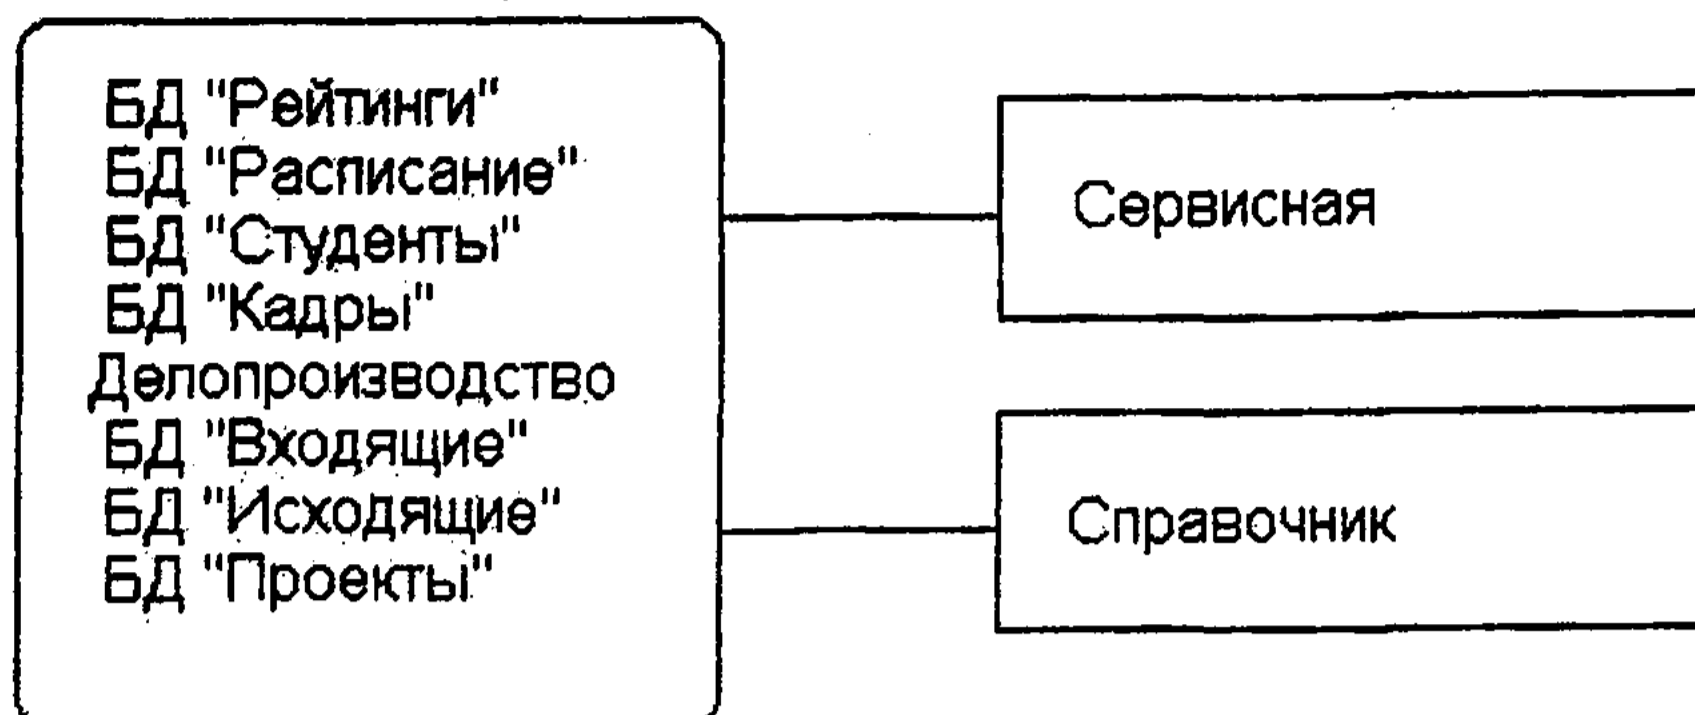 БД "Рейтинги"
БД "Расписание"
БД "Студенты"
БД "Кадры"
Делопроизводство
БД "Входящие"
БД "Исходящие"
БД "Проекты"
Сервисная
Справочник